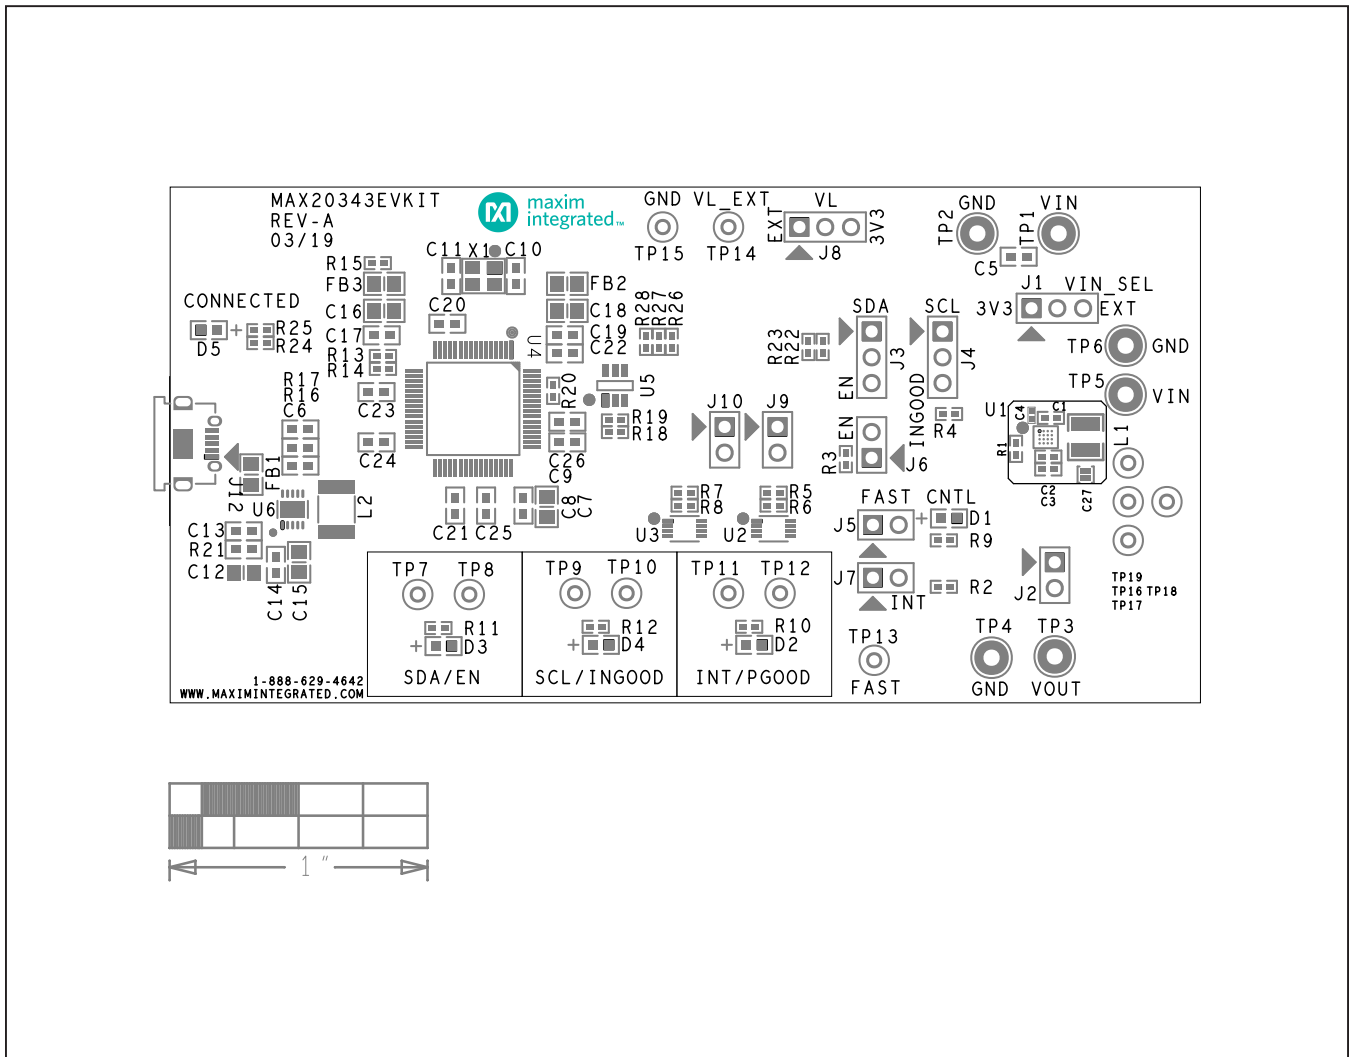 MAX20343EVKIT
REV-A
03/19
maxim
integrated™
GND
VL_EXT
VL
EXT
3V3
TP15
TP14
J8
GND
VIN
TP2
TP1
C5
J1
VIN_SEL
3V3
EXT
C11
X1
C10
R15
FB3
FB2
CONNECTED
C16
C20
C18
C17
C19
U4
C22
D5
R25
R24
R13
R14
R28
R27
R26
R23
R22
SDA
SCL
J3
J4
TP6
GND
TP5
VIN
R17
R16
C6
C23
R20
U5
J10
J9
EN
EN
INGOOD
R4
U1
C4
C1
R1
L1
R19
R18
C24
C26
C9
R3
J6
C2
C3
C27
FB1
J12
U6
L2
C8
C7
R7
R8
R5
R6
FAST
CNTL
C13
R21
C21
C25
U3
U2
J5
D1
R9
C12
C14
C15
TP7
TP8
TP9
TP10
TP11
TP12
J7
INT
R2
J2
TP19
TP16
TP18
TP17
R11
D3
R12
D4
R10
D2
TP13
TP4
TP3
SDA/EN
SCL/INGOOD
INT/PGOOD
FAST
GND
VOUT
1-888-629-4642
WWW.MAXIMINTEGRATED.COM
1 "